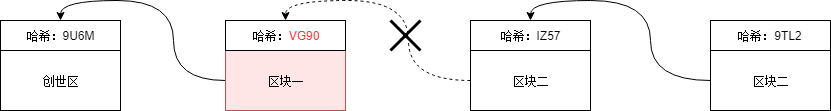 哈希：9U6M
创世区
哈希：VG90
区块一
哈希：IZ57
区块二
哈希：9TL2
区块二